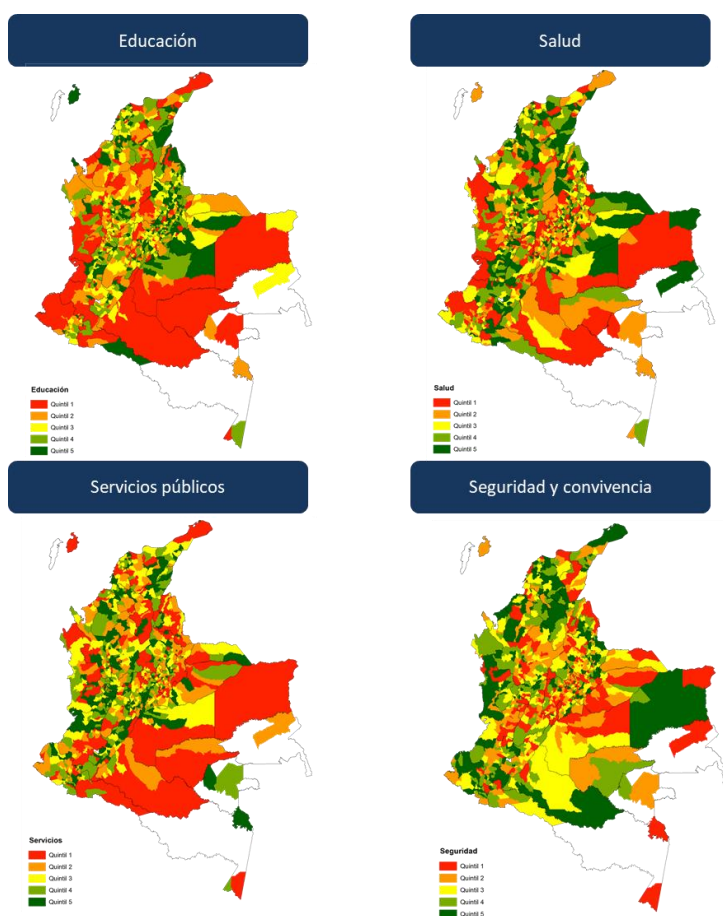 Educación
Salud
Educación
Quintil 1
Quintil 2
Quintil 3
Quintil 4
Quintil 5
Salud
Quintil 1
Quintil 2
Quintil 3
Quintil 4
Quintil 5
Servicios públicos
Seguridad y convivencia
Servicios
Quintil 1
Quintil 2
Quintil 3
Quintil 4
Quintil 5
Seguridad
Quintil 1
Quintil 2
Quintil 3
Quintil 4
Quintil 5